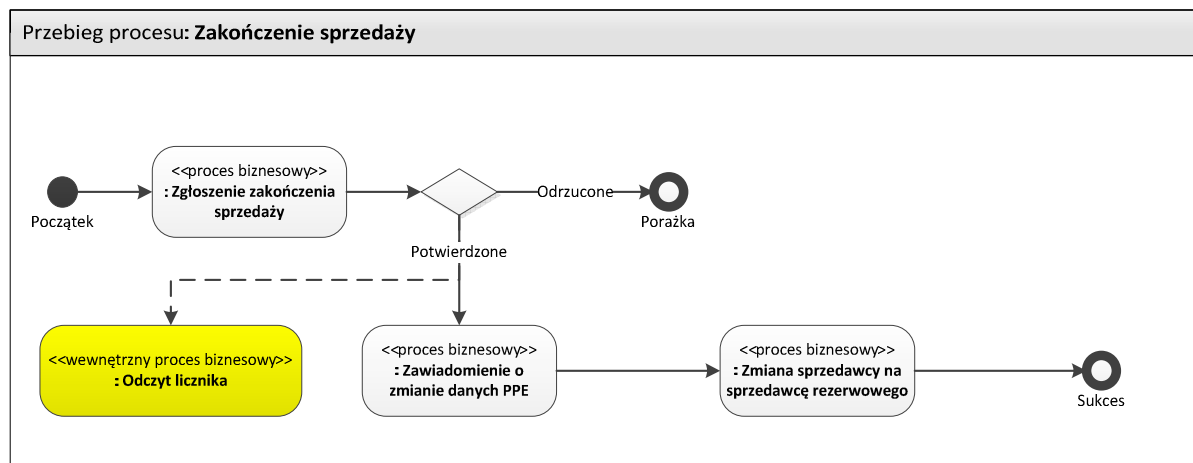 Przebieg procesu: Zakończenie sprzedaży
<<proces biznesowy>>
: Zgłoszenie zakończenia
sprzedaży
Odrzucone
Początek
Porażka
Potwierdzone
<<wewnętrzny proces biznesowy>>
: Odczyt licznika
<<proces biznesowy>>
: Zawiadomienie o
zmianie danych PPE
<<proces biznesowy>>
: Zmiana sprzedawcy na
sprzedawcę rezerwowego
Sukces